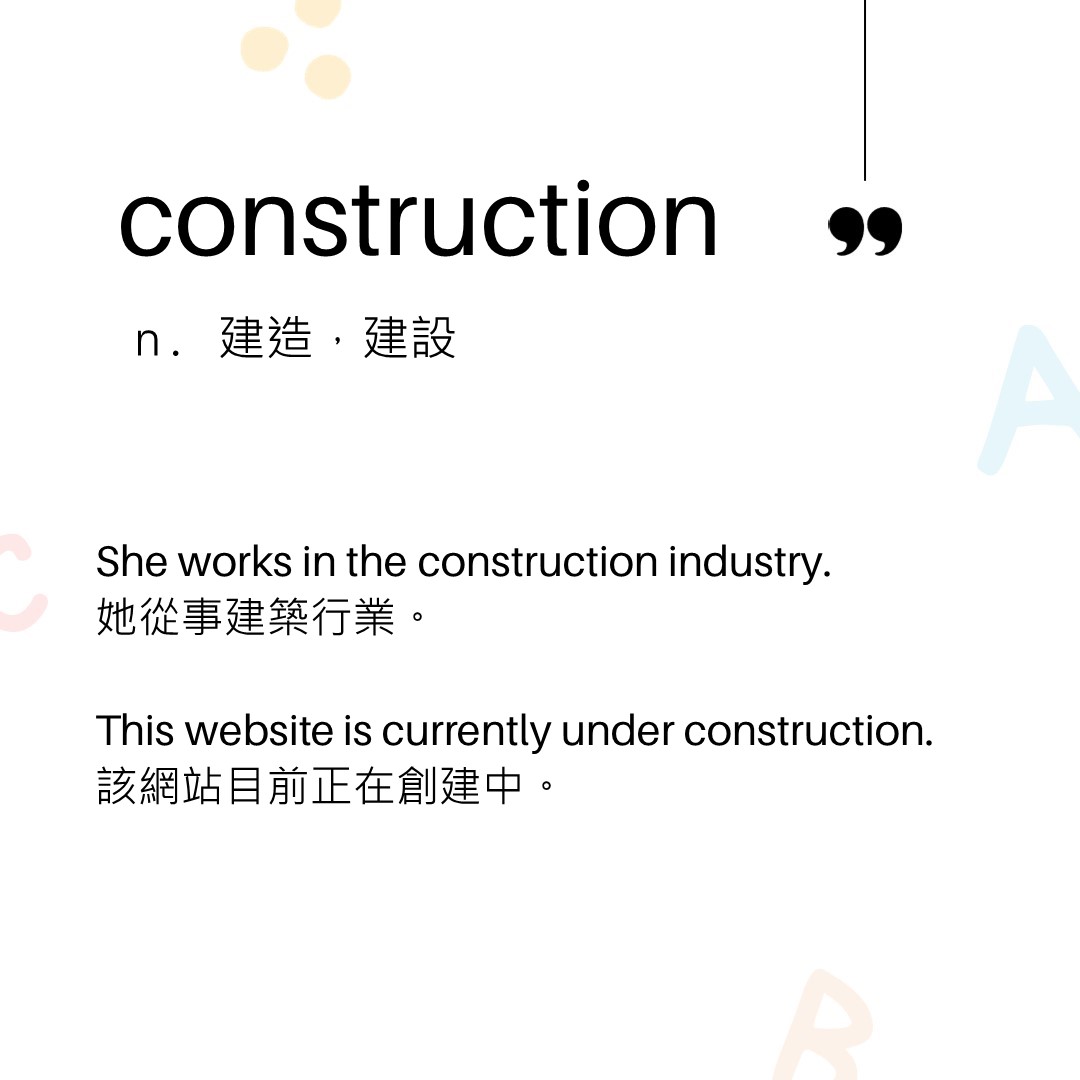 construction
”
n. 建造，建設
A
C
She works in the construction industry.
她從事建築行業。
This website is currently under construction.
該網站目前正在創建中。
B